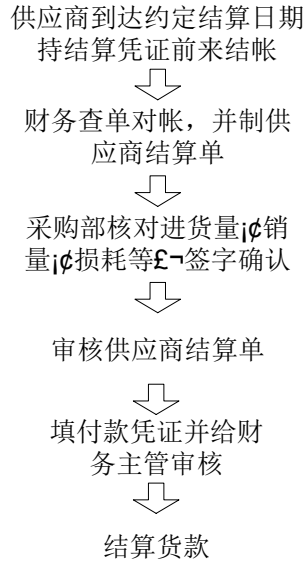 供应商到达约定结算日期
持结算凭证前来结帐
财务查单对帐，并制供
应商结算单
采购部核对进货量¡¢销
量¡¢损耗等£¬签字确认
审核供应商结算单
填付款凭证并给财
务主管审核
结算货款